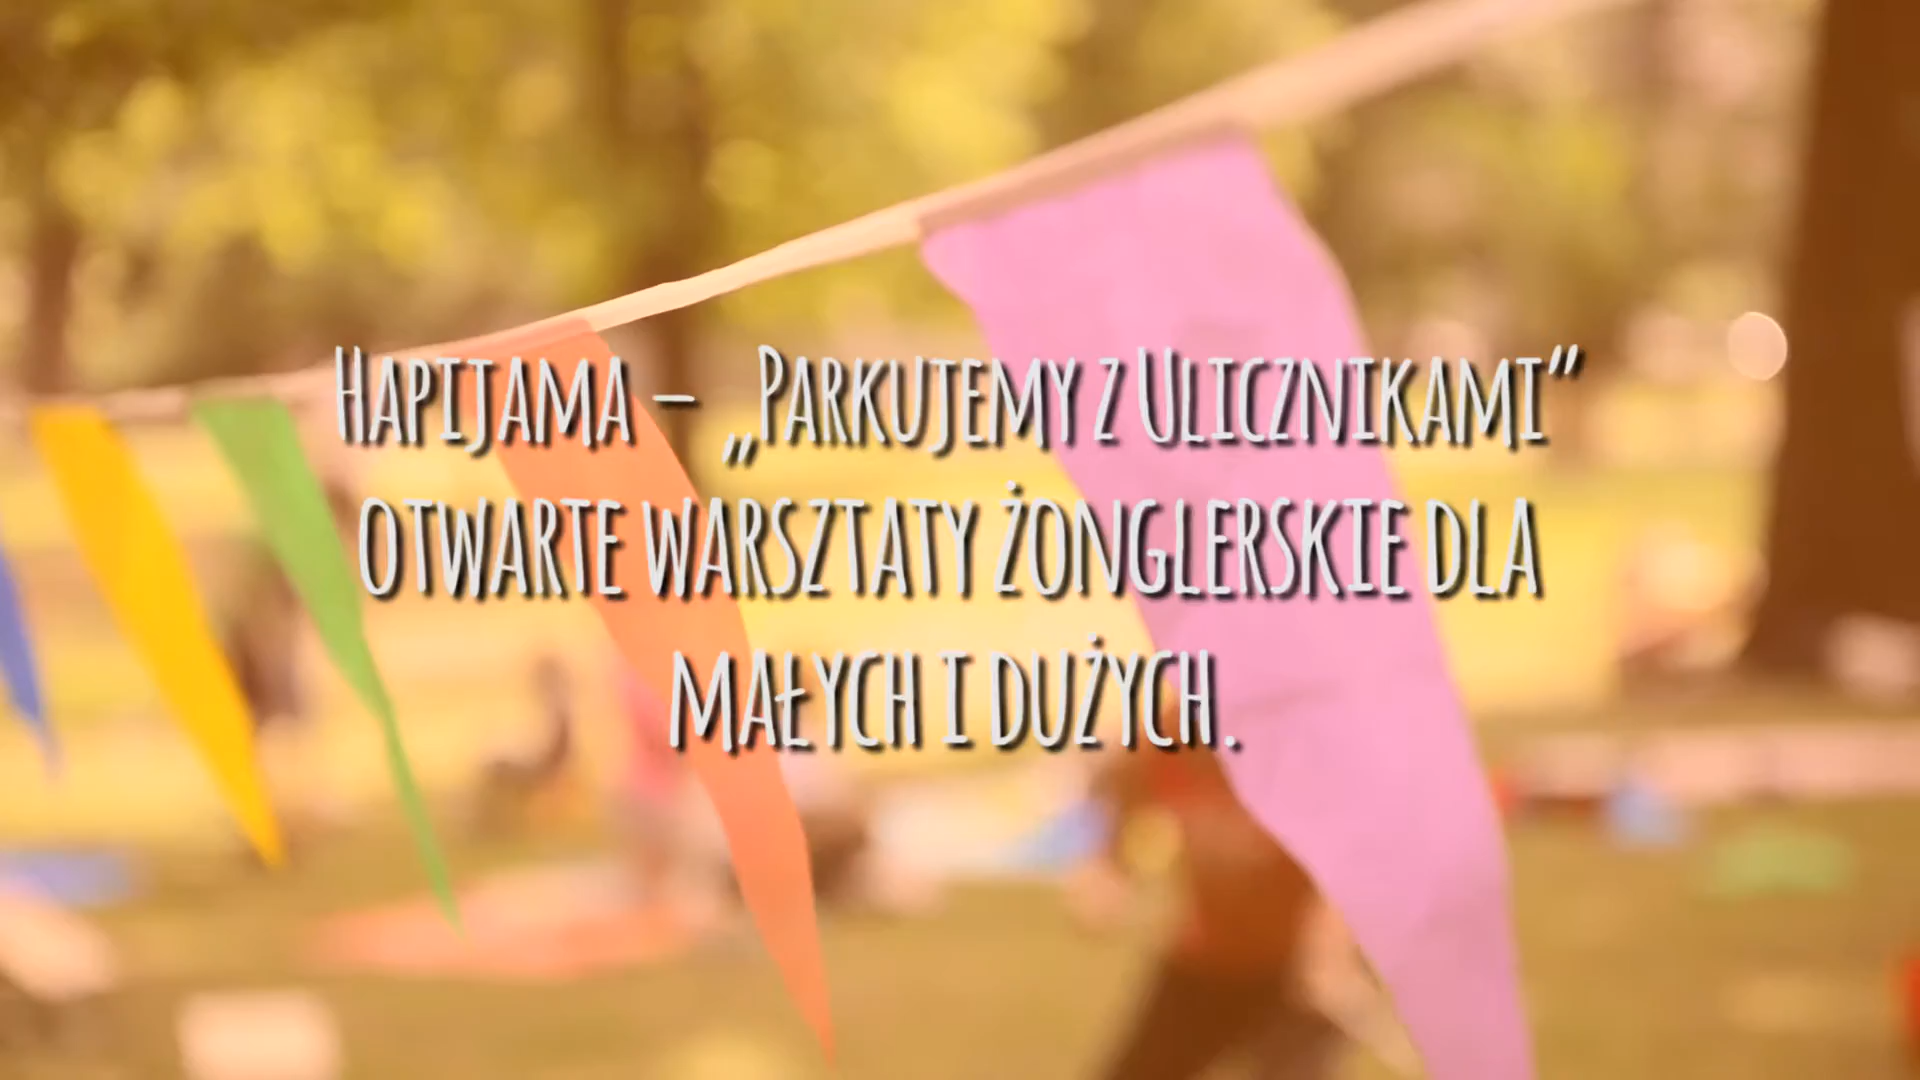 Hapijama – „Parkujemy z Ulicznikami”
otwarte warsztaty żonglerskie dla
małych i dużych.